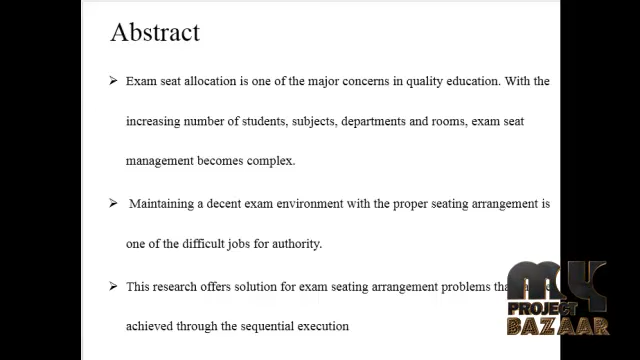 Abstract
➢ Exam seat allocation is one of the major concerns in quality education. With the
increasing number of students, subjects, departments and rooms, exam seat
management becomes complex.
➢ Maintaining a decent exam environment with the proper seating arrangement is
one of the difficult jobs for authority.
➢ This research offers solution for exam seating arrangement problems
achieved through the sequential execution
MY
PROJECT
BAZAAR